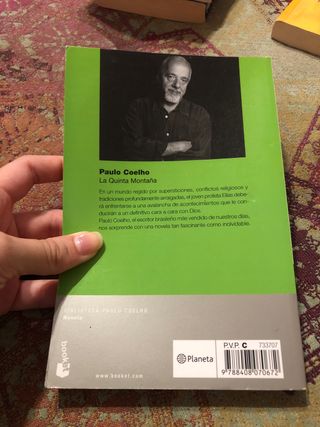 Paulo Coelho
La Quinta Montaña
En un mundo regido por supersticiones, conflictos religiosos y
tradiciones profundamente arraigadas, el joven profeta Elías debe-
rá enfrentarse a una avalancha de acontecimientos que le con-
ducirán a un definitivo cara a cara con Dios.
Paulo Coelho, el escritor brasileño más vendido de nuestros días,
nos sorprende con una novela tan fascinante como inolvidable.
BIBLIOTECA PAULO COELHO
Novela
booket
www.booket.com
Planeta
P.V.P. C 733707
9 788408 070672